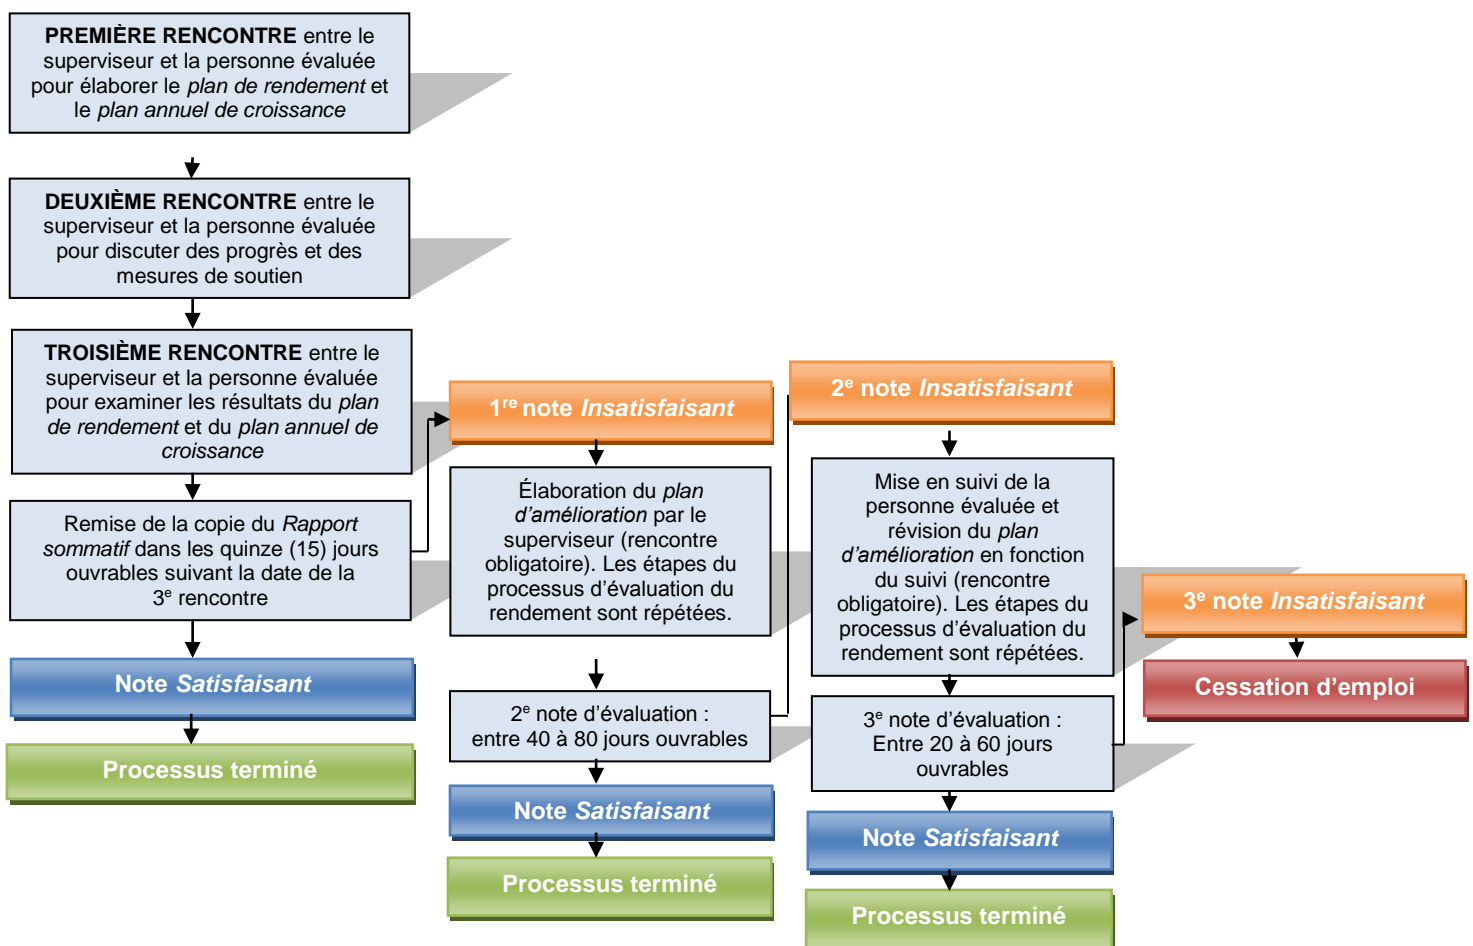 PREMIÈRE RENCONTRE entre le
superviseur et la personne évaluée
pour élaborer le plan de rendement et
le plan annuel de croissance
DEUXIÈME RENCONTRE entre le
superviseur et la personne évaluée
pour discuter des progrès et des
mesures de soutien
TROISIÈME RENCONTRE entre le
superviseur et la personne évaluée
pour examiner les résultats du plan
de rendement et du plan annuel de
croissance
Remise de la copie du Rapport
sommatif dans les quinze (15) jours
ouvrables suivant la date de la
3e rencontre
Note Satisfaisant
Processus terminé
1re note Insatisfaisant
Élaboration du plan
d’amélioration par le
superviseur (rencontre
obligatoire). Les étapes du
processus d’évaluation du
rendement sont répétées.
2e note d’évaluation :
entre 40 à 80 jours ouvrables
Note Satisfaisant
Processus terminé
2e note Insatisfaisant
Mise en suivi de la
personne évaluée et
révision du plan
d’amélioration en fonction
du suivi (rencontre
obligatoire). Les étapes du
processus d’évaluation du
rendement sont répétées.
3e note d’évaluation :
Entre 20 à 60 jours
ouvrables
Note Satisfaisant
Processus terminé
3e note Insatisfaisant
Cessation d’emploi